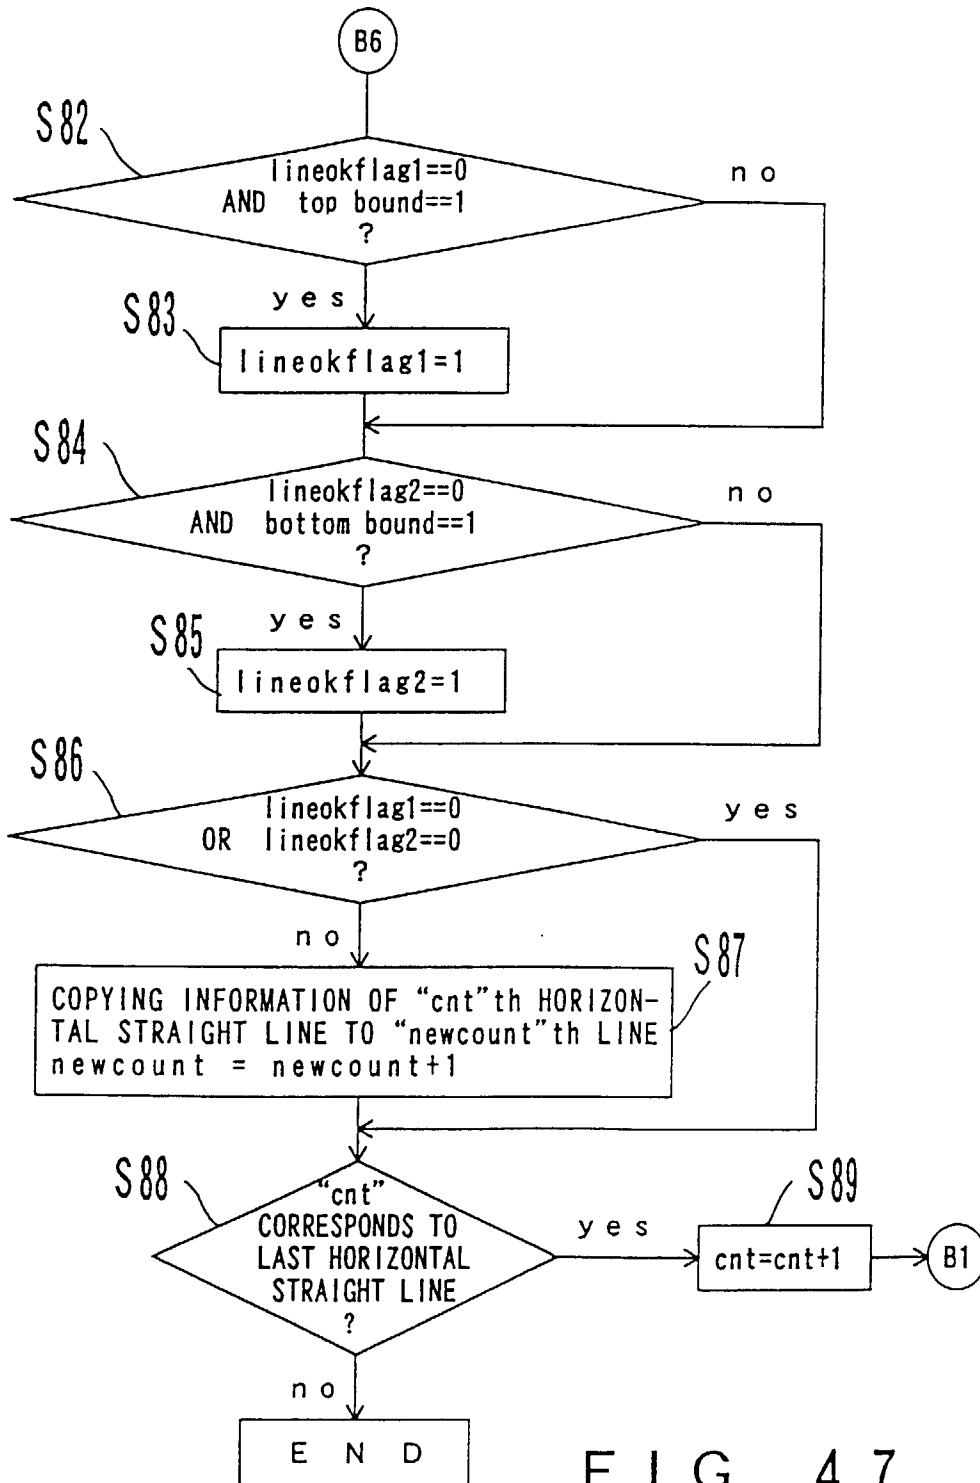 B6
S82
lineokflag1==0
AND top bound==1
?
no
yes
S83
lineokflag1=1
S84
lineokflag2==0
AND bottom bound==1
?
no
yes
S85
lineokflag2=1
S86
lineokflag1==0
OR lineokflag2==0
?
yes
no
S87
COPYING INFORMATION OF “cnt”th HORIZON-
TAL STRAIGHT LINE TO “newcount”th LINE
newcount = newcount+1
S88
“cnt”
CORRESPONDS TO
LAST HORIZONTAL
STRAIGHT LINE
?
yes
S89
cnt=cnt+1
B1
no
END
FIG. 47